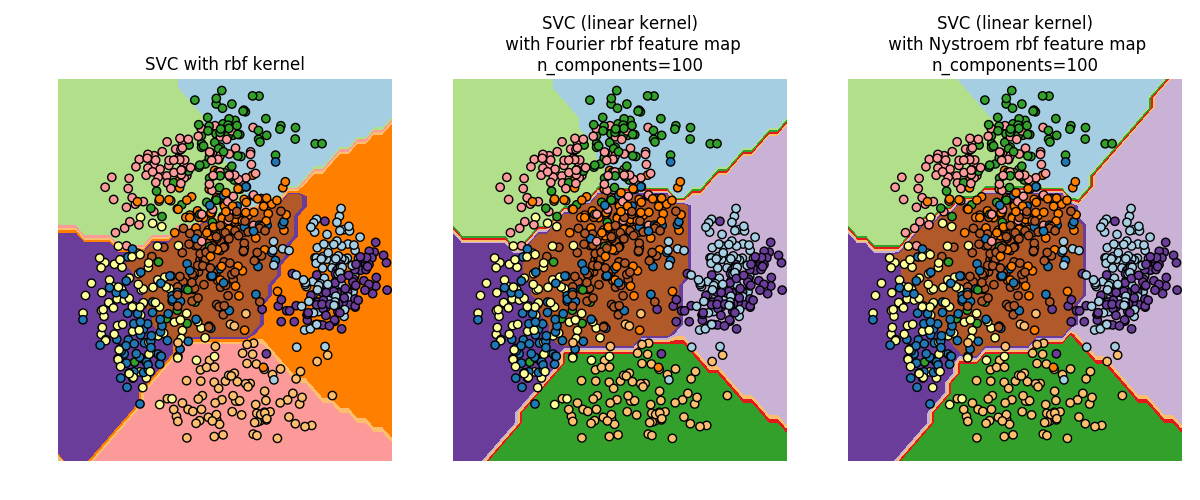 SVC with rbf kernel
SVC (linear kernel)
with Fourier rbf feature map
n_components=100
SVC (linear kernel)
with Nystroem rbf feature map
n_components=100